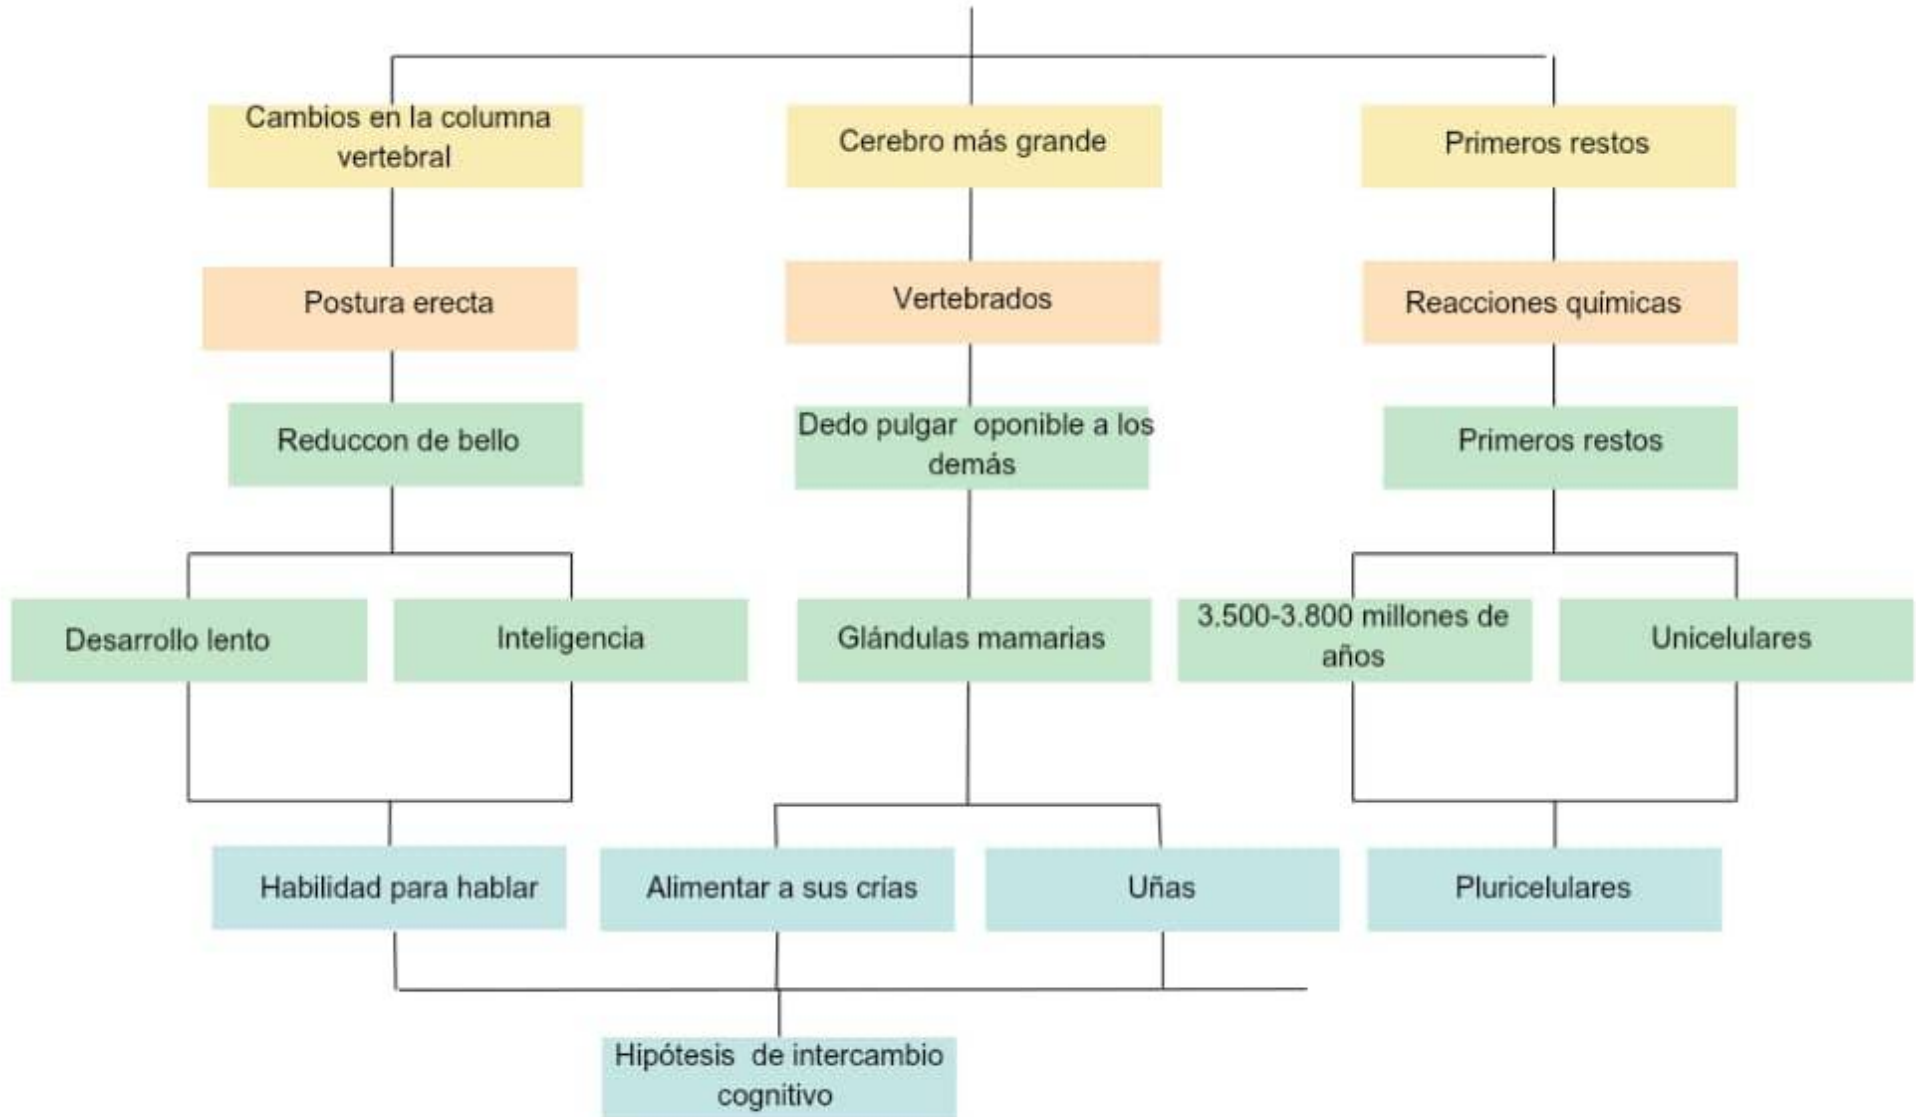 Cambios en la columna
vertebral
Cerebro más grande
Primeros restos
Postura erecta
Vertebrados
Reacciones químicas
Reduccon de bello
Dedo pulgar  oponible a los
demás
Primeros restos
Desarrollo lento
Inteligencia
Glándulas mamarias
3.500-3.800 millones de
años
Unicelulares
Habilidad para hablar
Alimentar a sus crías
Uñas
Pluricelulares
Hipótesis  de intercambio
cognitivo